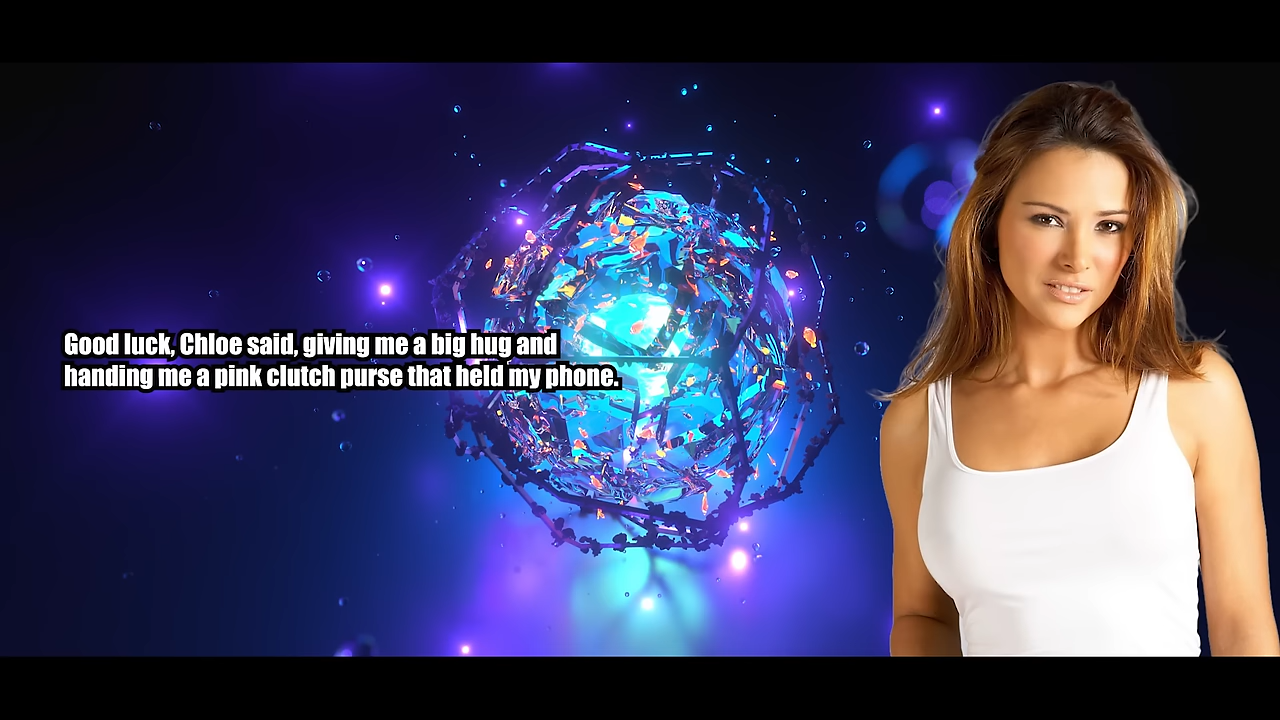 Good luck, Chloe said, giving me a big hug and
handing me a pink clutch purse that held my phone.